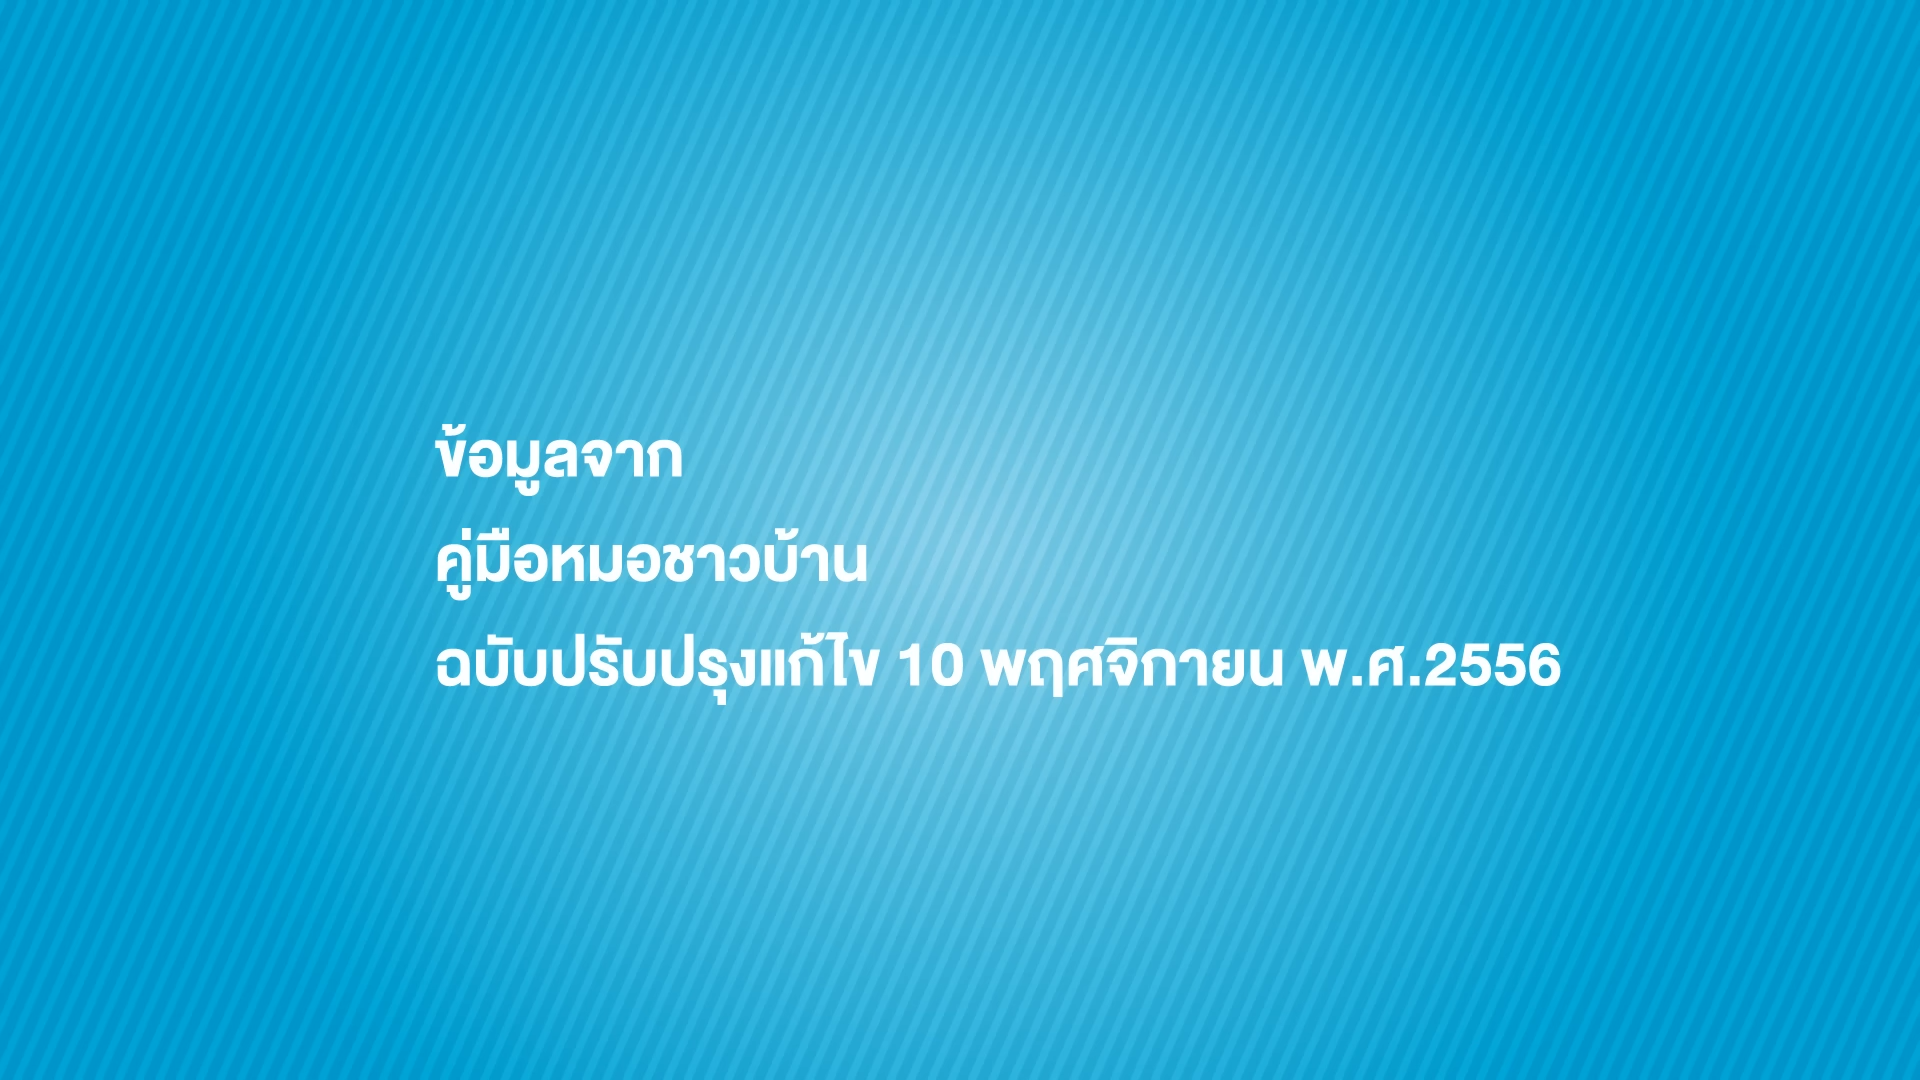 ข้อมูลจาก
คู่มือหมอชาวบ้าน
ฉบับปรับปรุงแก้ไข 10 พฤศจิกายน พ.ศ.2556